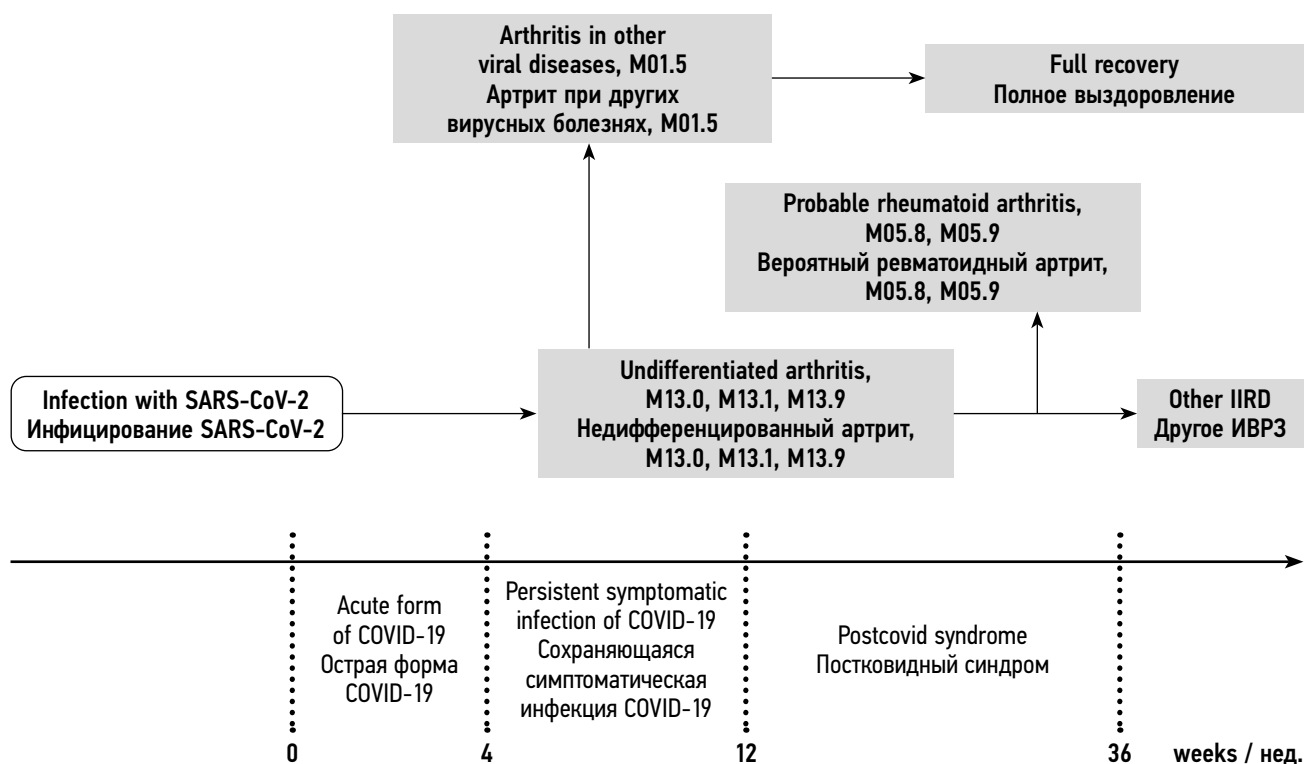 Arthritis in other
viral diseases, M01.5
Артрит при других
вирусных болезнях, M01.5
Full recovery
Полное выздоровление
Probable rheumatoid arthritis,
M05.8, M05.9
Вероятный ревматоидный артрит,
M05.8, M05.9
Infection with SARS-CoV-2
Инфицирование SARS-CoV-2
Undifferentiated arthritis,
M13.0, M13.1, M13.9
Недифференцированный артрит,
M13.0, M13.1, M13.9
Other IIRD
Другое ИВРЗ
Acute form
of COVID-19
Острая форма
COVID-19
Persistent symptomatic
infection of COVID-19
Сохраняющаяся
симптоматическая
инфекция COVID-19
Postcovid syndrome
Постковидный синдром
0 4 12 36 weeks / нед.